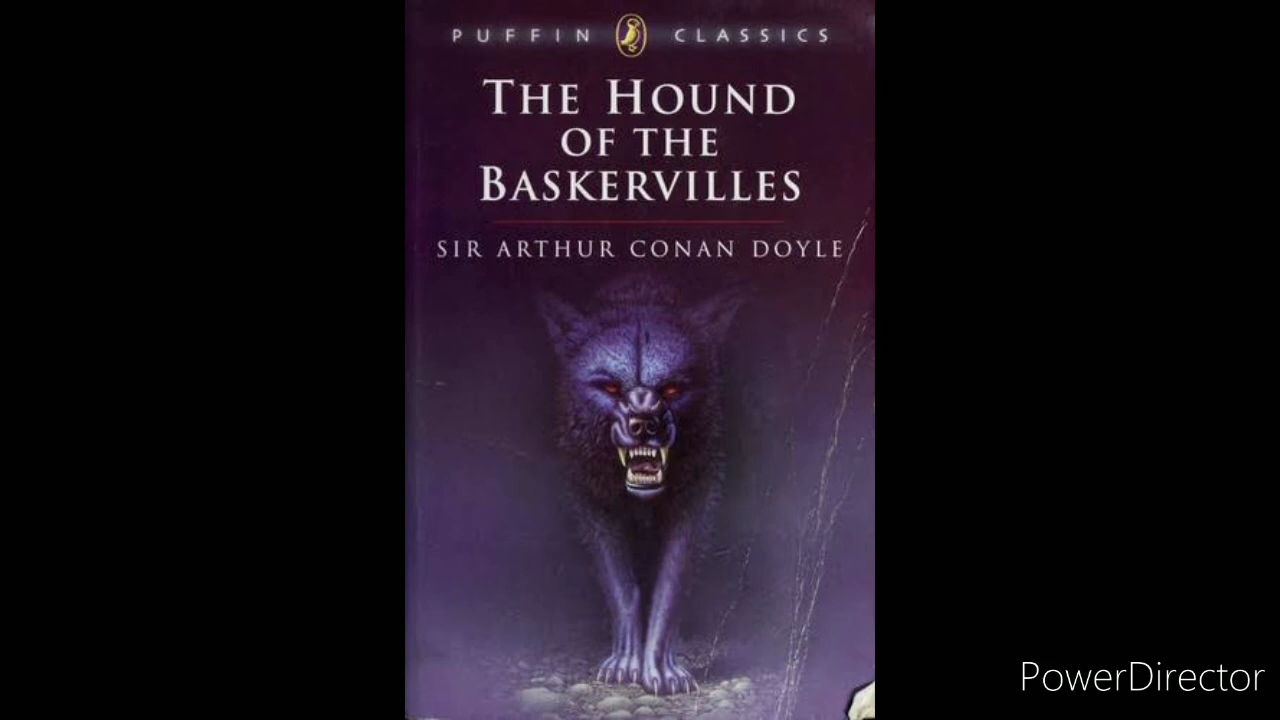 PUFFIN CLASSICS
THE HOUND
OF THE
BASKERVILLES
SIR ARTHUR CONAN DOYLE
PowerDirector